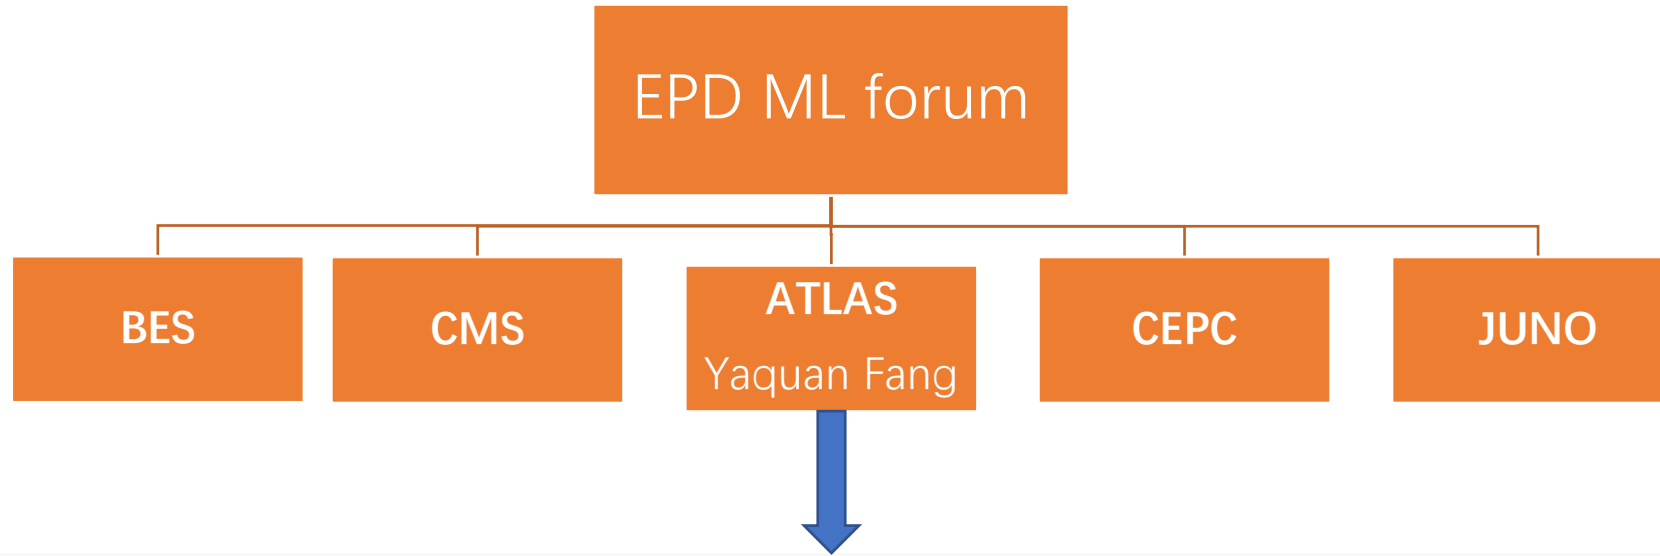 EPD ML forum
BES
CMS
ATLAS
Yaquan Fang
CEPC
JUNO